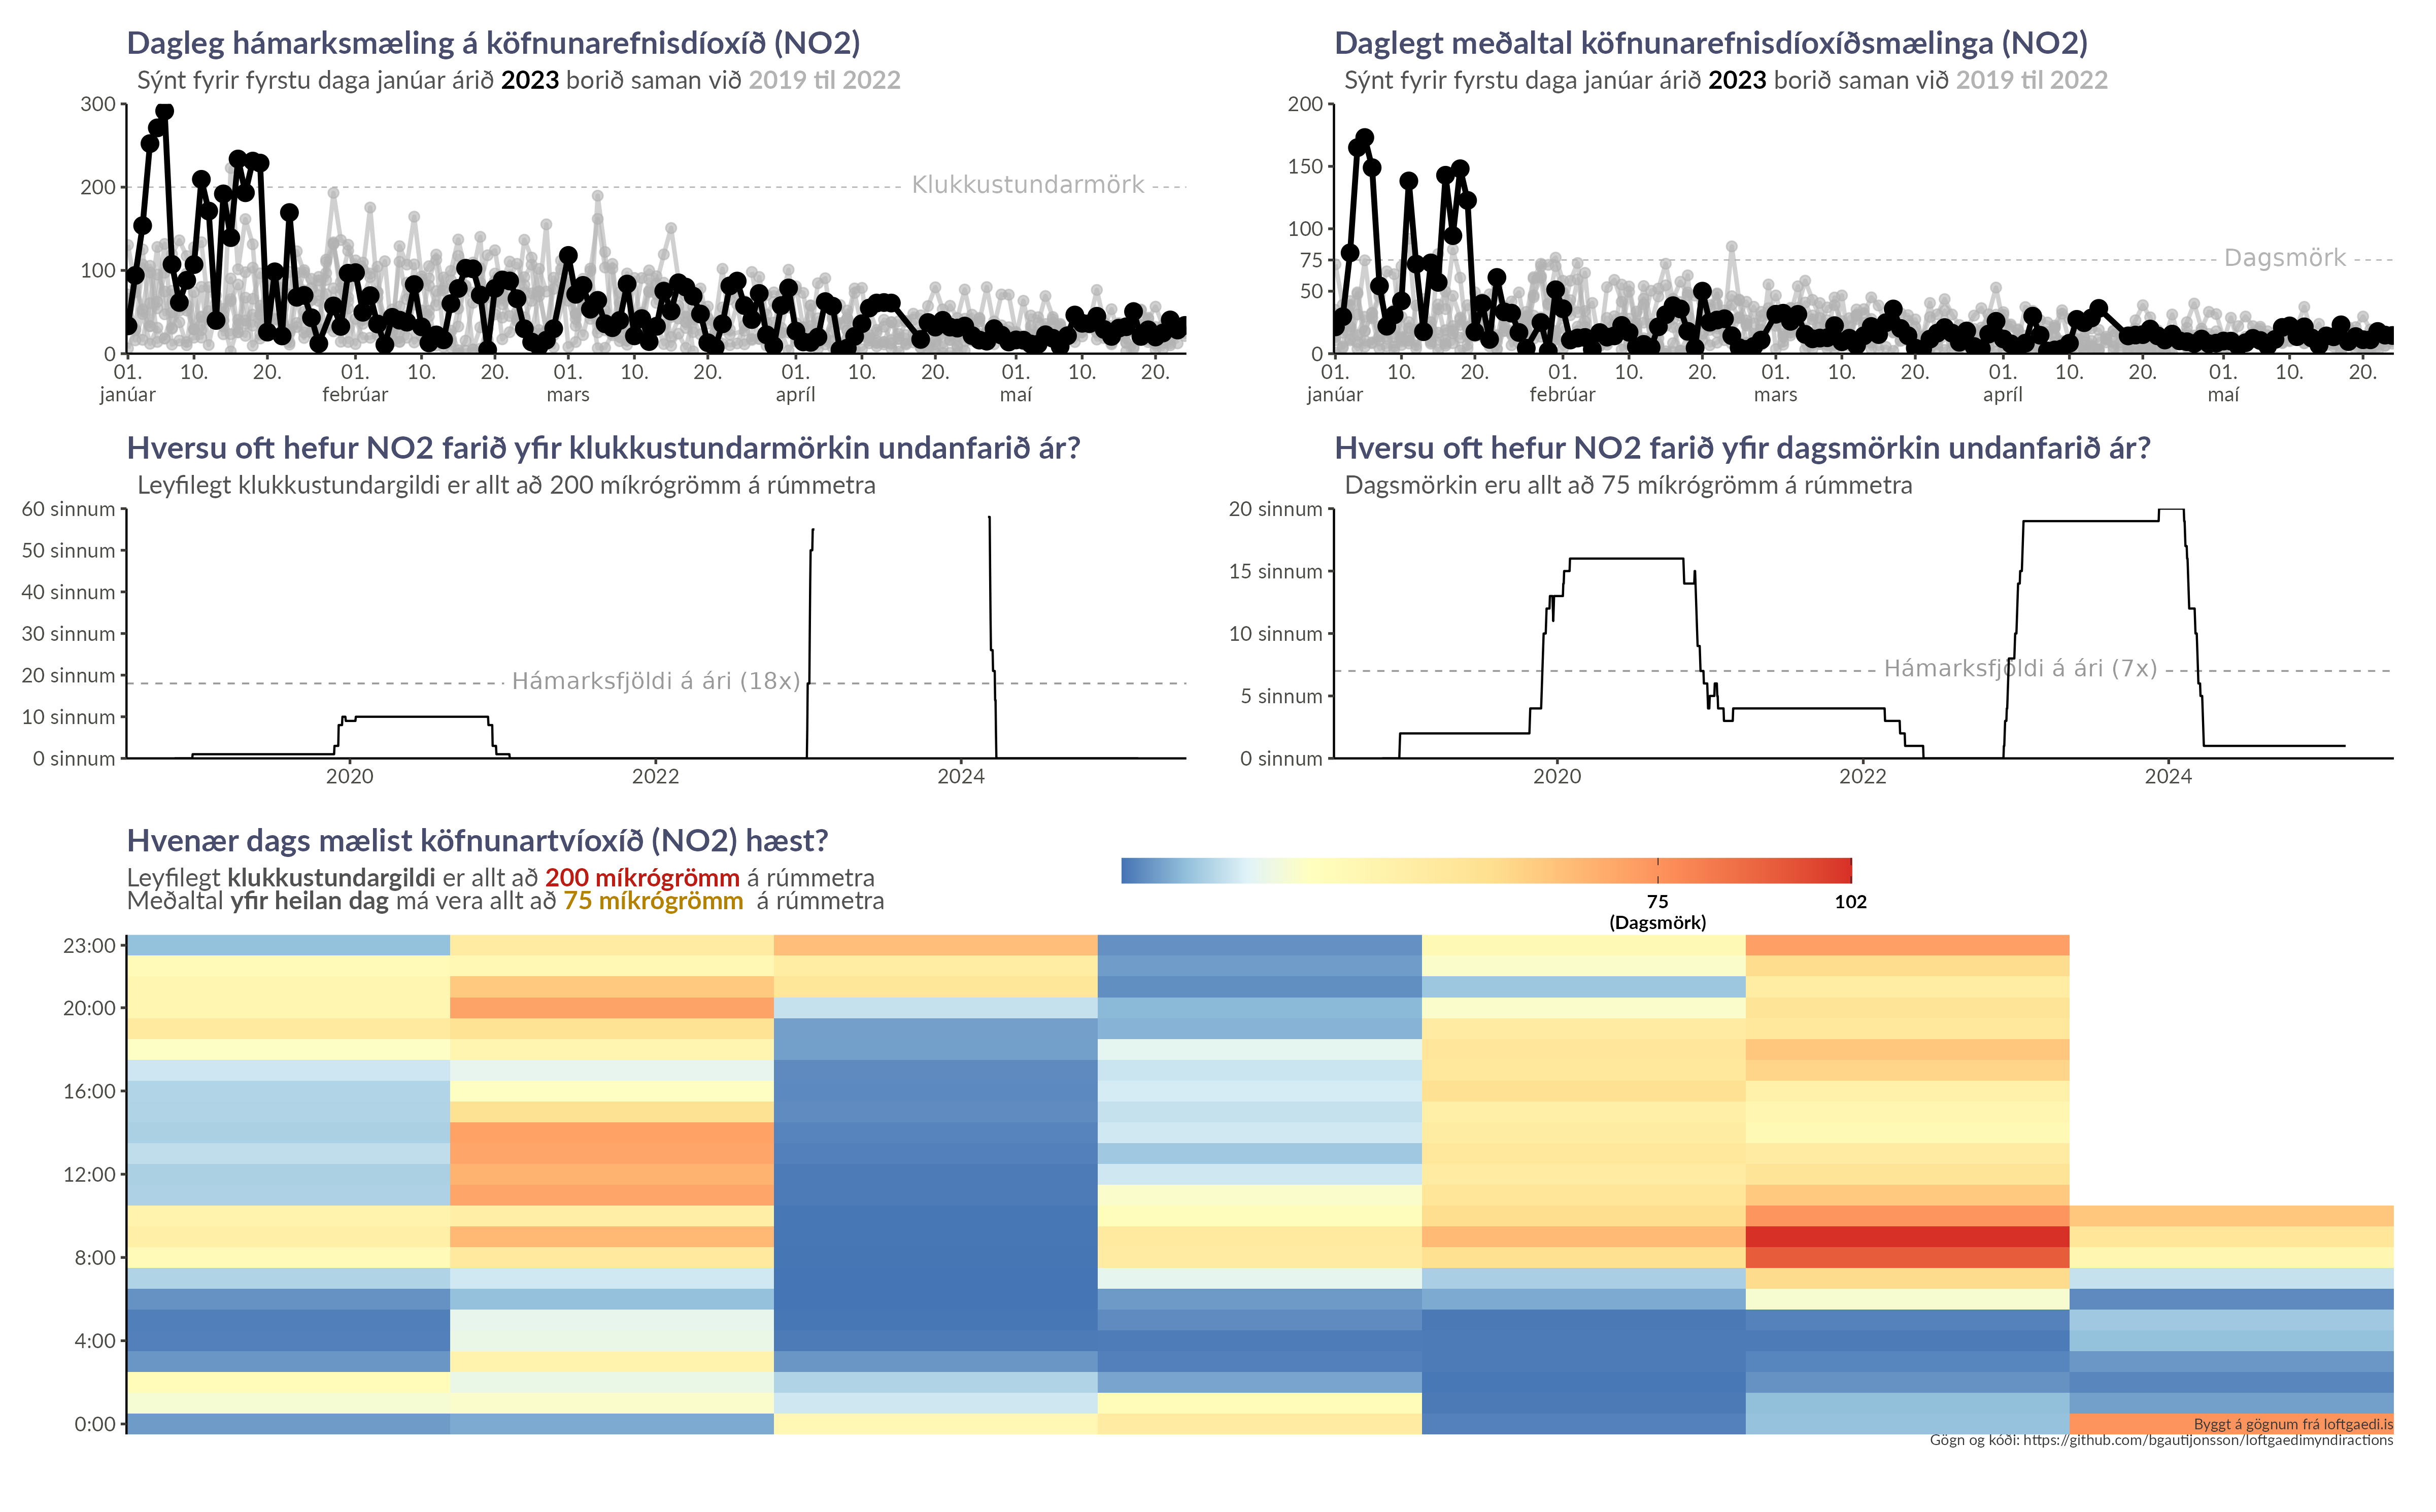 Dagleg hámarksmæling á köfnunarefnisdíoxíð (NO2)
Sýnt fyrir fyrstu daga janúar árið 2023 borið saman við 2019 til 2022
300
200
100
0
Klukkustundarmörk
01. 10. 20. 01. 10. 20. 01. 10. 20. 01. 10. 20. 01. 10. 20.
janúar febrúar mars apríl maí
Daglegt meðaltal köfnunarefnisdíoxíðsmælinga (NO2)
Sýnt fyrir fyrstu daga janúar árið 2023 borið saman við 2019 til 2022
200
150
100
75
50
0
Dagsmörk
01. 10. 20. 01. 10. 20. 01. 10. 20. 01. 10. 20. 01. 10. 20.
janúar febrúar mars apríl maí
Hversu oft hefur NO2 farið yfir klukkustundarmörkin undanfarið ár?
Leyfilegt klukkustundargildi er allt að 200 míkrógrömm á rúmmetra
60 sinnum
50 sinnum
40 sinnum
30 sinnum
20 sinnum
10 sinnum
0 sinnum
Hámarksfjöldi á ári (18x)
2020 2022 2024
Hversu oft hefur NO2 farið yfir dagsmörkin undanfarið ár?
Dagsmörkin eru allt að 75 míkrógrömm á rúmmetra
20 sinnum
15 sinnum
10 sinnum
5 sinnum
0 sinnum
Hámarksfjöldi á ári (7x)
2020 2022 2024
Hvenær dags mælist köfnunartvíoxíð (NO2) hæst?
Leyfilegt klukkustundargildi er allt að 200 míkrógrömm á rúmmetra
Meðaltal yfir heilan dag má vera allt að 75 míkrógrömm á rúmmetra
75 102
(Dagsmörk)
23:00
20:00
16:00
12:00
8:00
4:00
0:00
Byggt á gögnum frá loftgaedi.is
Gögn og kóði: https://github.com/bgautijonsson/loftgaedimyndiractions